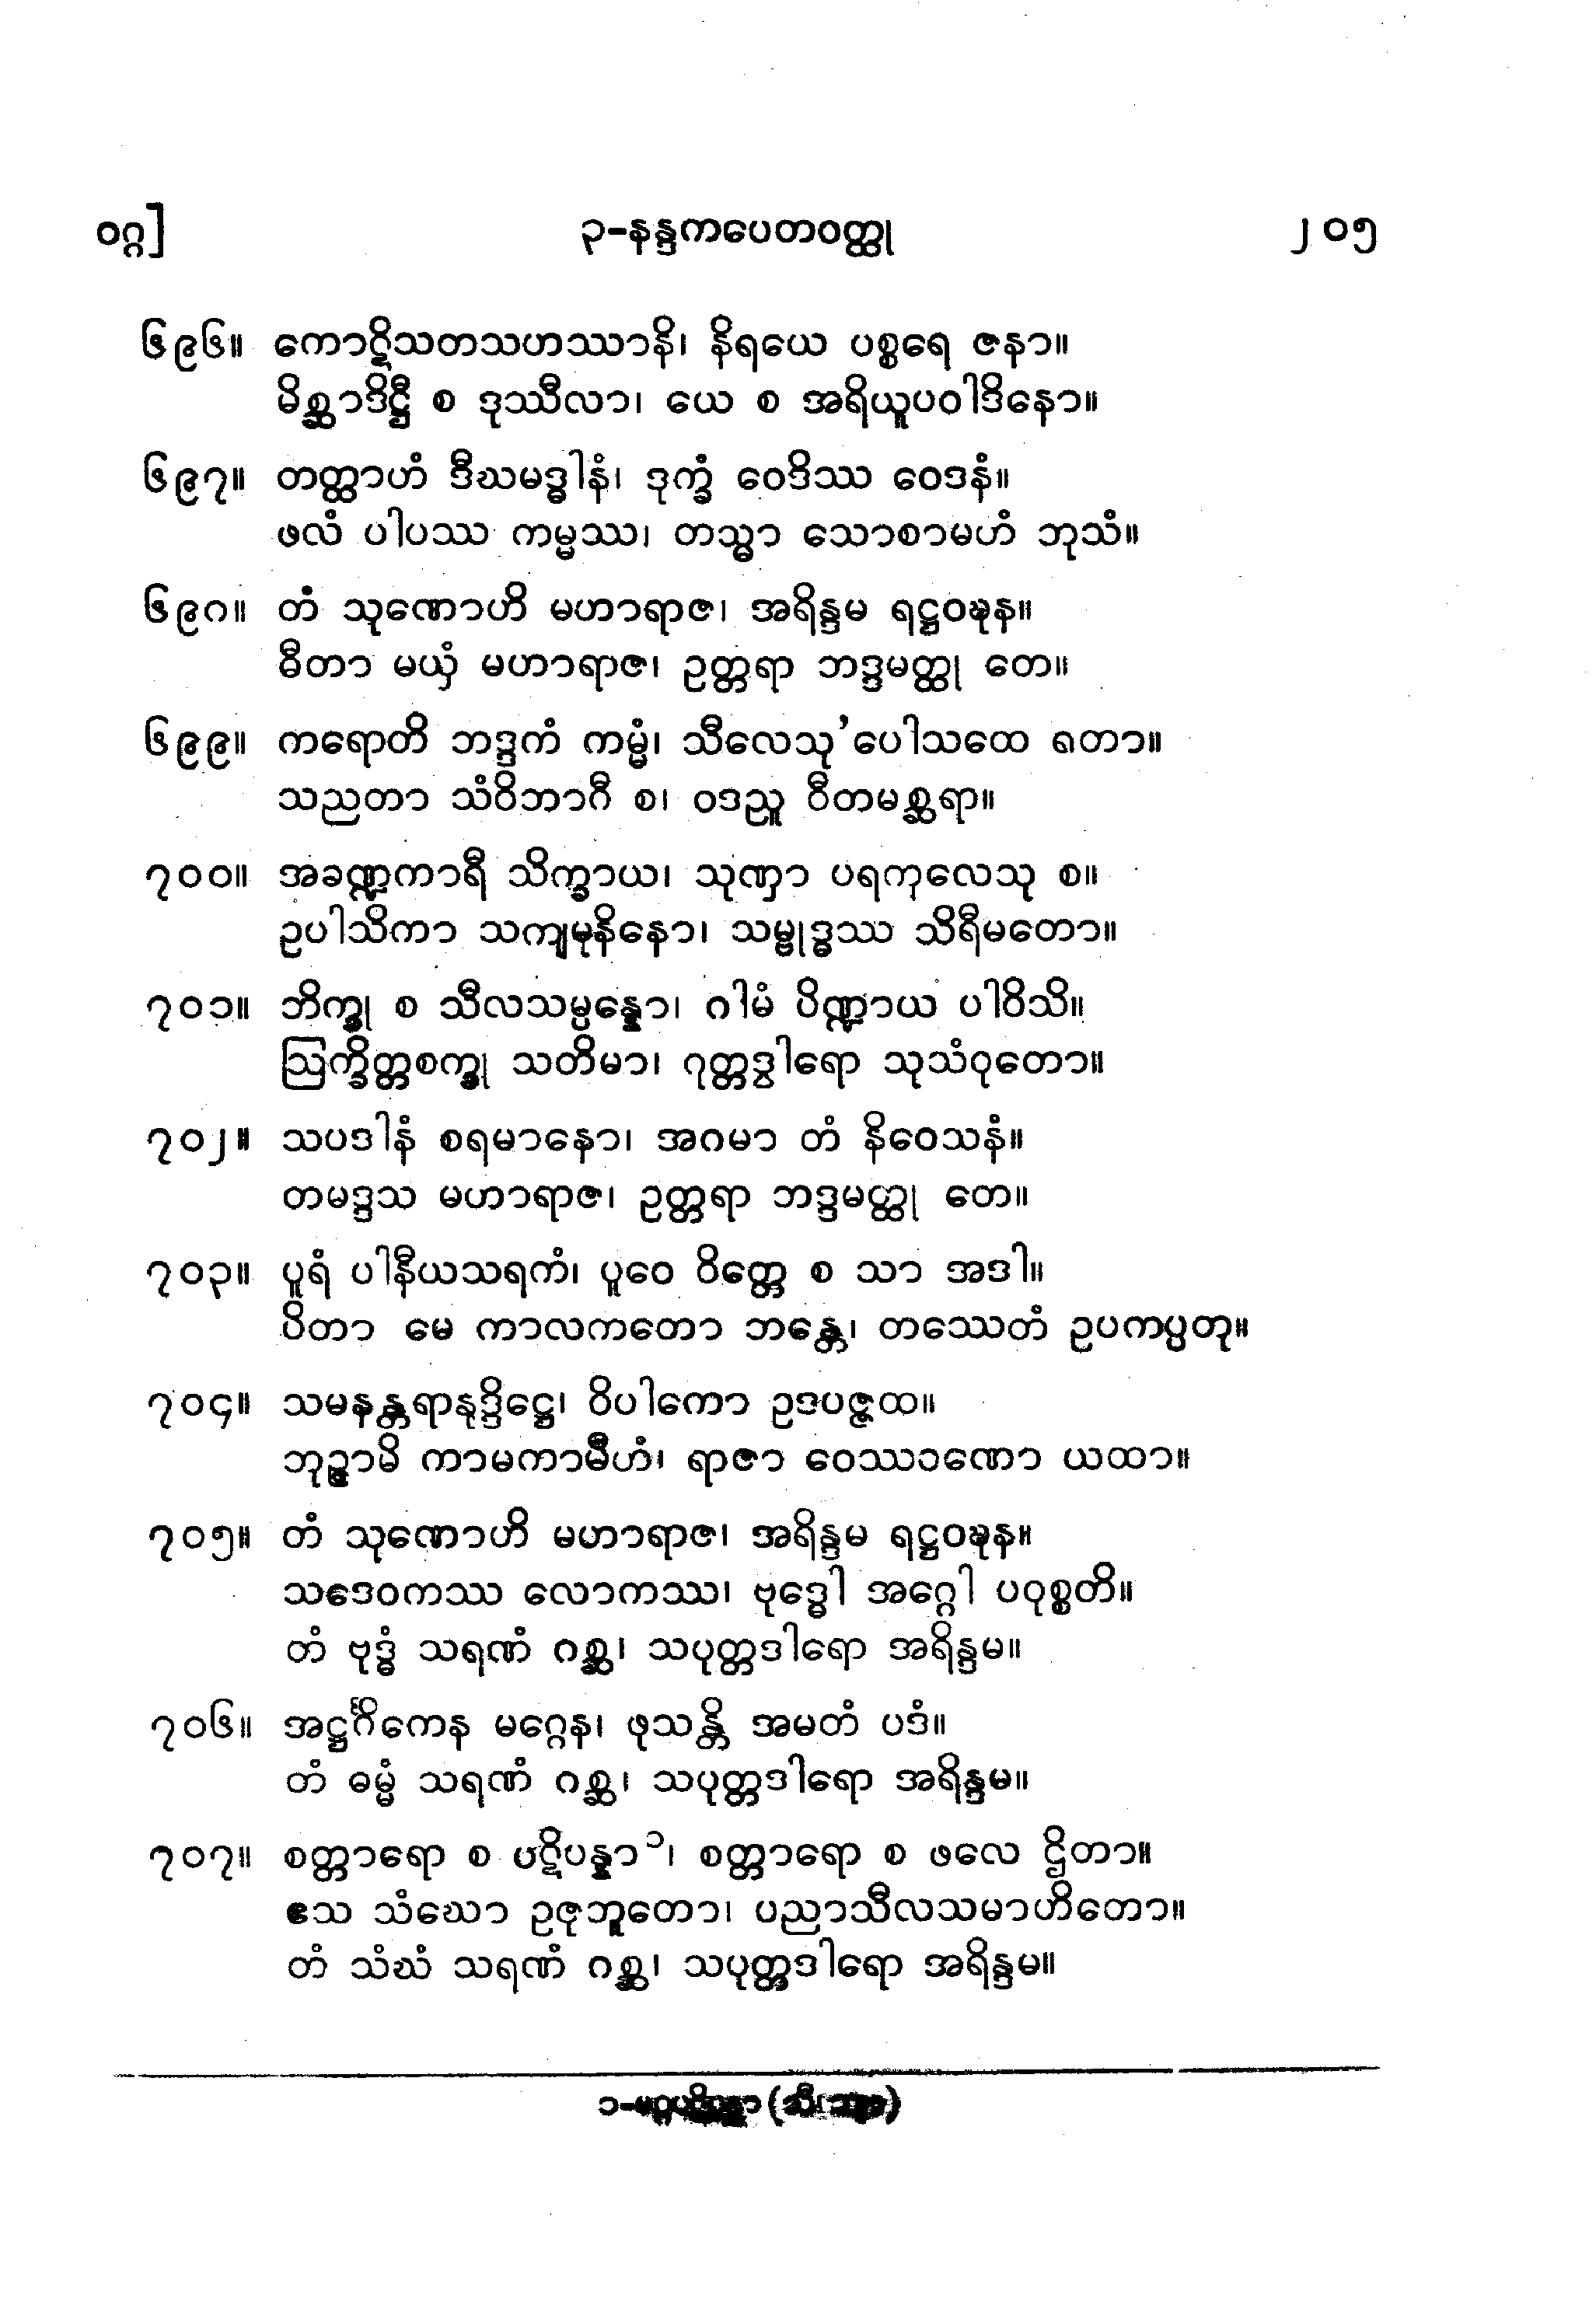 ဝဂ္ဂ]
၃-နန္ဒကပေတဝတ္ထု
၂၀၅
၆၉၆။ ကောဋိသတသဟဿာနိ၊ နိရယေ ပစ္စရေ ဇနာ။
မိစ္ဆာဒိဋ္ဌီ စ ဒုဿီလာ၊ ယေ စ အရိယူပဝါဒိနော။
၆၉၇။ တတ္ထာဟံ ဒီဃမဒ္ဓါနံ၊ ဒုက္ခံ ဝေဒိဿ ဝေဒနံ။
ဖလံ ပါပဿ ကမ္မဿ၊ တသ္မာ သောစာမဟံ ဘုသံ။
၆၉၈။ တံ သုဏောဟိ မဟာရာဇ၊ အရိန္ဒမ ရဋ္ဌဝဍ္ဎန။
ဓီတာ မယှံ မဟာရာဇ၊ ဥတ္တရာ ဘဒ္ဒမတ္ထု တေ။
၆၉၉။ ကရောတိ ဘဒ္ဒကံ ကမ္မံ၊ သီလေသု’ပေါသထေ ရတာ။
သညတာ သံဝိဘာဂီ စ၊ ဝဒညူ ဝီတမစ္ဆရာ။
၇၀၀။ အခဏ္ဍကာရီ သိက္ခာယ၊ သုဏှာ ပရကုလေသု စ။
ဥပါသိကာ သကျမုနိနော၊ သမ္ဗုဒ္ဓဿ သိရီမတော။
၇၀၁။ ဘိက္ခု စ သီလသမ္ပန္နော၊ ဂါမံ ပိဏ္ဍာယ ပါဝိသိ။
ဩက္ခိတ္တစက္ခု သတိမာ၊ ဂုတ္တဒွါရော သုသံဝုတော။
၇၀၂။ သပဒါနံ စရမာနော၊ အဂမာ တံ နိဝေသနံ။
တမဒ္ဒသ မဟာရာဇ၊ ဥတ္တရာ ဘဒ္ဒမတ္ထု တေ။
၇၀၃။ ပူရံ ပါနီယသရကံ၊ ပူဝေ ဝိတ္တေ စ သာ အဒါ။
ပိတာ မေ ကာလကတော ဘန္တေ၊ တဿေတံ ဥပကပ္ပတု။
၇၀၄။ သမနန္တရာနုဒ္ဒိဋ္ဌေ၊ ဝိပါကော ဥဒပဇ္ဇထ။
ဘုဉ္ဇာမိ ကာမကာမီဟံ၊ ရာဇာ ဝေဿဝဏော ယထာ။
၇၀၅။ တံ သုဏောဟိ မဟာရာဇ၊ အရိန္ဒမ ရဋ္ဌဝဍ္ဎန။
သဒေဝကဿ လောကဿ၊ ဗုဒ္ဓေါ အဂ္ဂေါ ပဝုစ္စတိ။
တံ ဗုဒ္ဓံ သရဏံ ဂစ္ဆ၊ သပုတ္တဒါရော အရိန္ဒမ။
၇၀၆။ အဋ္ဌင်္ဂိကေန မဂ္ဂေန၊ ဖုသန္တိ အမတံ ပဒံ။
တံ ဓမ္မံ သရဏံ ဂစ္ဆ၊ သပုတ္တဒါရော အရိန္ဒမ။
၇၀၇။ စတ္တာရော စ ပဋိပန္နာ၁၊ စတ္တာရော စ ဖလေ ဌိတာ။
ဧသ သံဃော ဥဇုဘူတော၊ ပညာသီလသမာဟိတော။
တံ သံဃံ သရဏံ ဂစ္ဆ၊ သပုတ္တဒါရော အရိန္ဒမ။
၁-မဂ္ဂပဋိပန္နာ